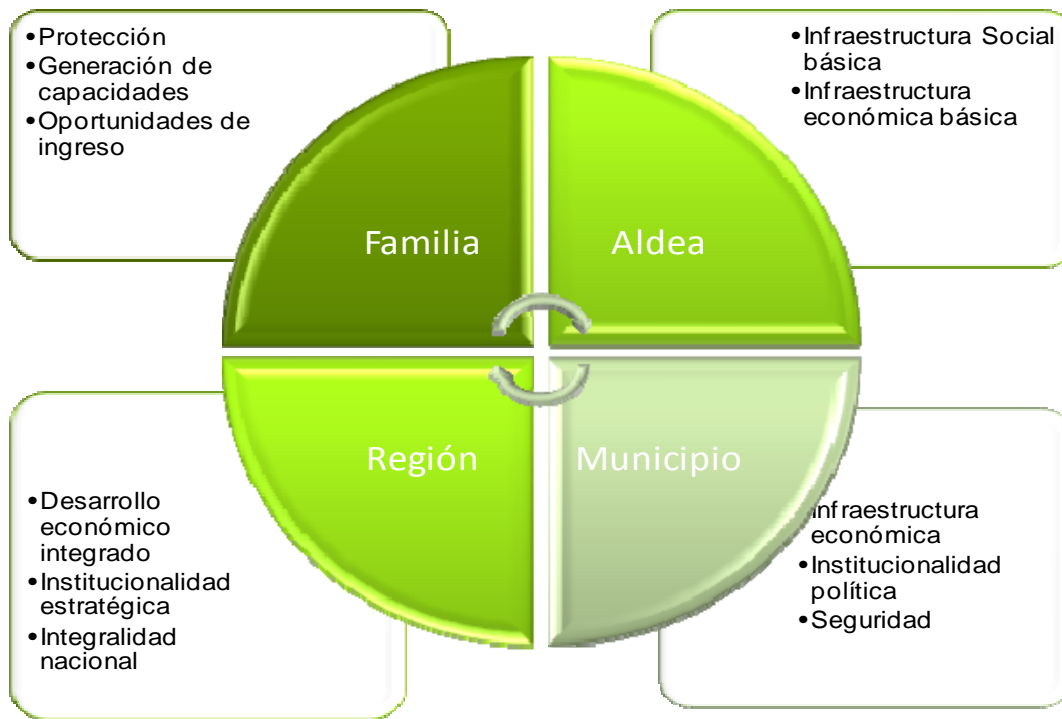 •Protección
•Generación de
capacidades
•Oportunidades de
ingreso
•Infraestructura Social
básica
•Infraestructura
económica básica
Familia
Aldea
Región
Municipio
•Desarrollo
económico
integrado
•Institucionalidad
estratégica
•Integralidad
nacional
Infraestructura
económica
•Institucionalidad
política
•Seguridad